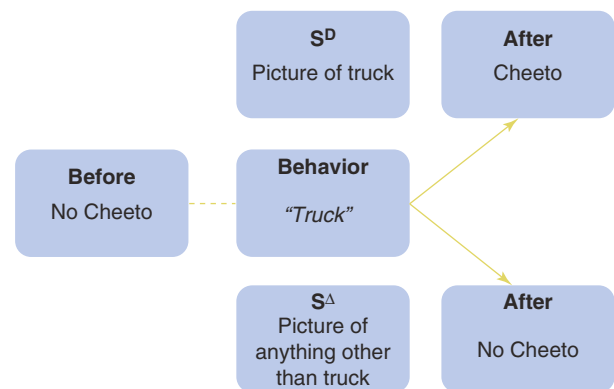 S^D
Picture of truck
After
Cheeto
Before
No Cheeto
Behavior
“Truck”
S^Δ
Picture of
anything other
than truck
After
No Cheeto